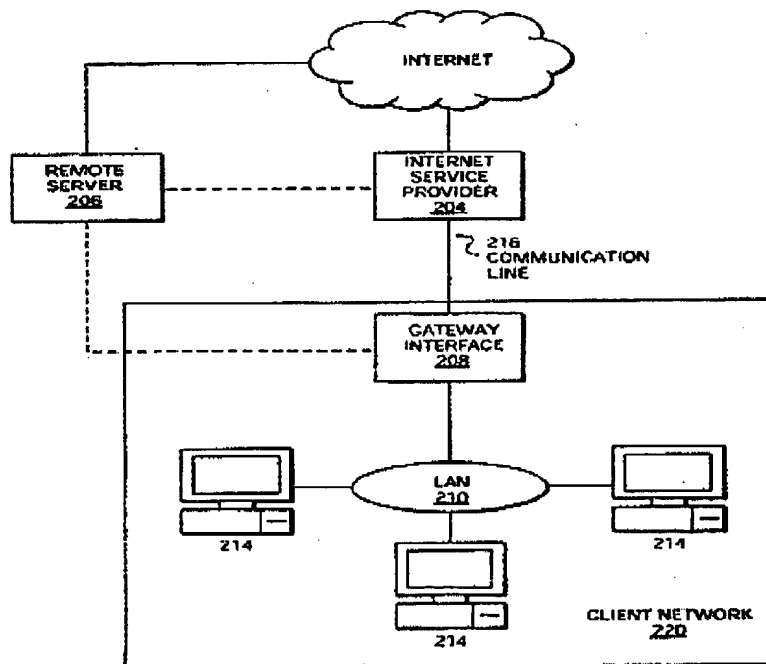 INTERNET
REMOTE
SERVER
206
INTERNET
SERVICE
PROVIDER
204
216
COMMUNICATION
LINE
GATEWAY
INTERFACE
208
LAN
210
214
214
214
CLIENT NETWORK
220